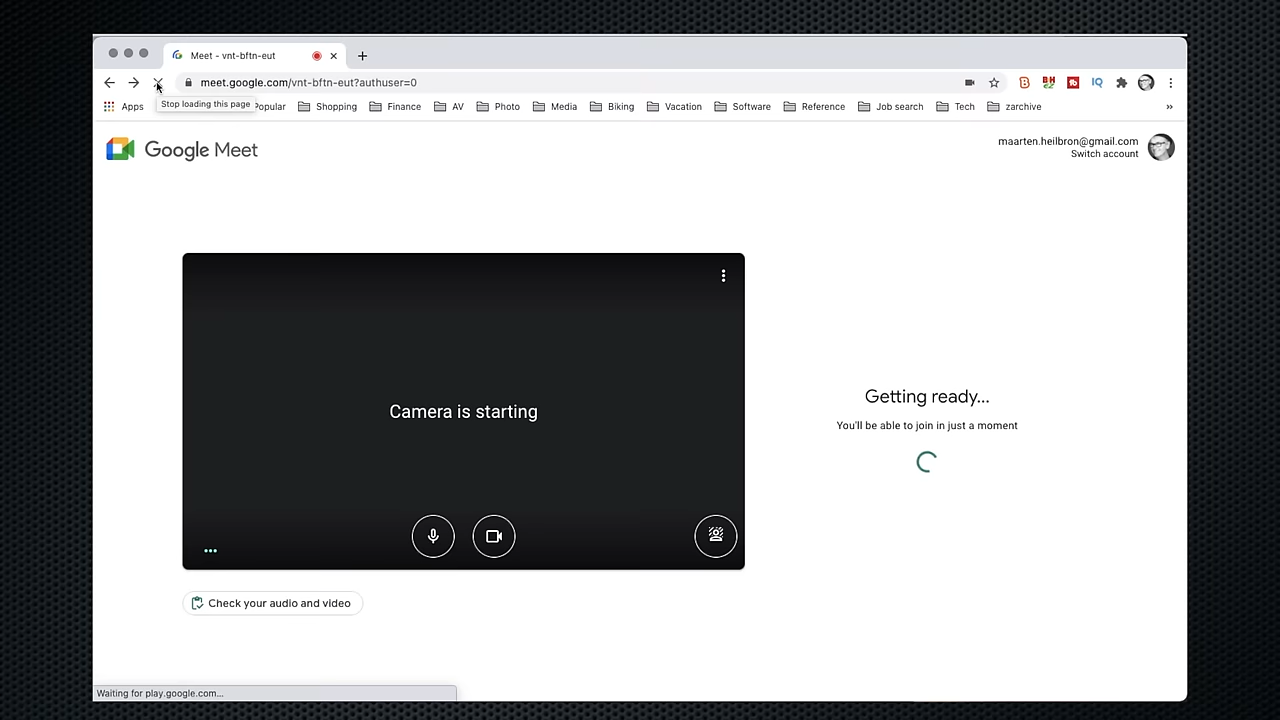 Meet - vnt-bftn-eut
meet.google.com/vnt-bftn-eut?authuser=0
Stop loading this page
Apps Popular Shopping Finance AV Photo Media Biking Vacation Software Reference Job search Tech zarchive »
Google Meet
maarten.heilbron@gmail.com
Switch account
Camera is starting
Getting ready...
You'll be able to join in just a moment
Check your audio and video
Waiting for play.google.com...